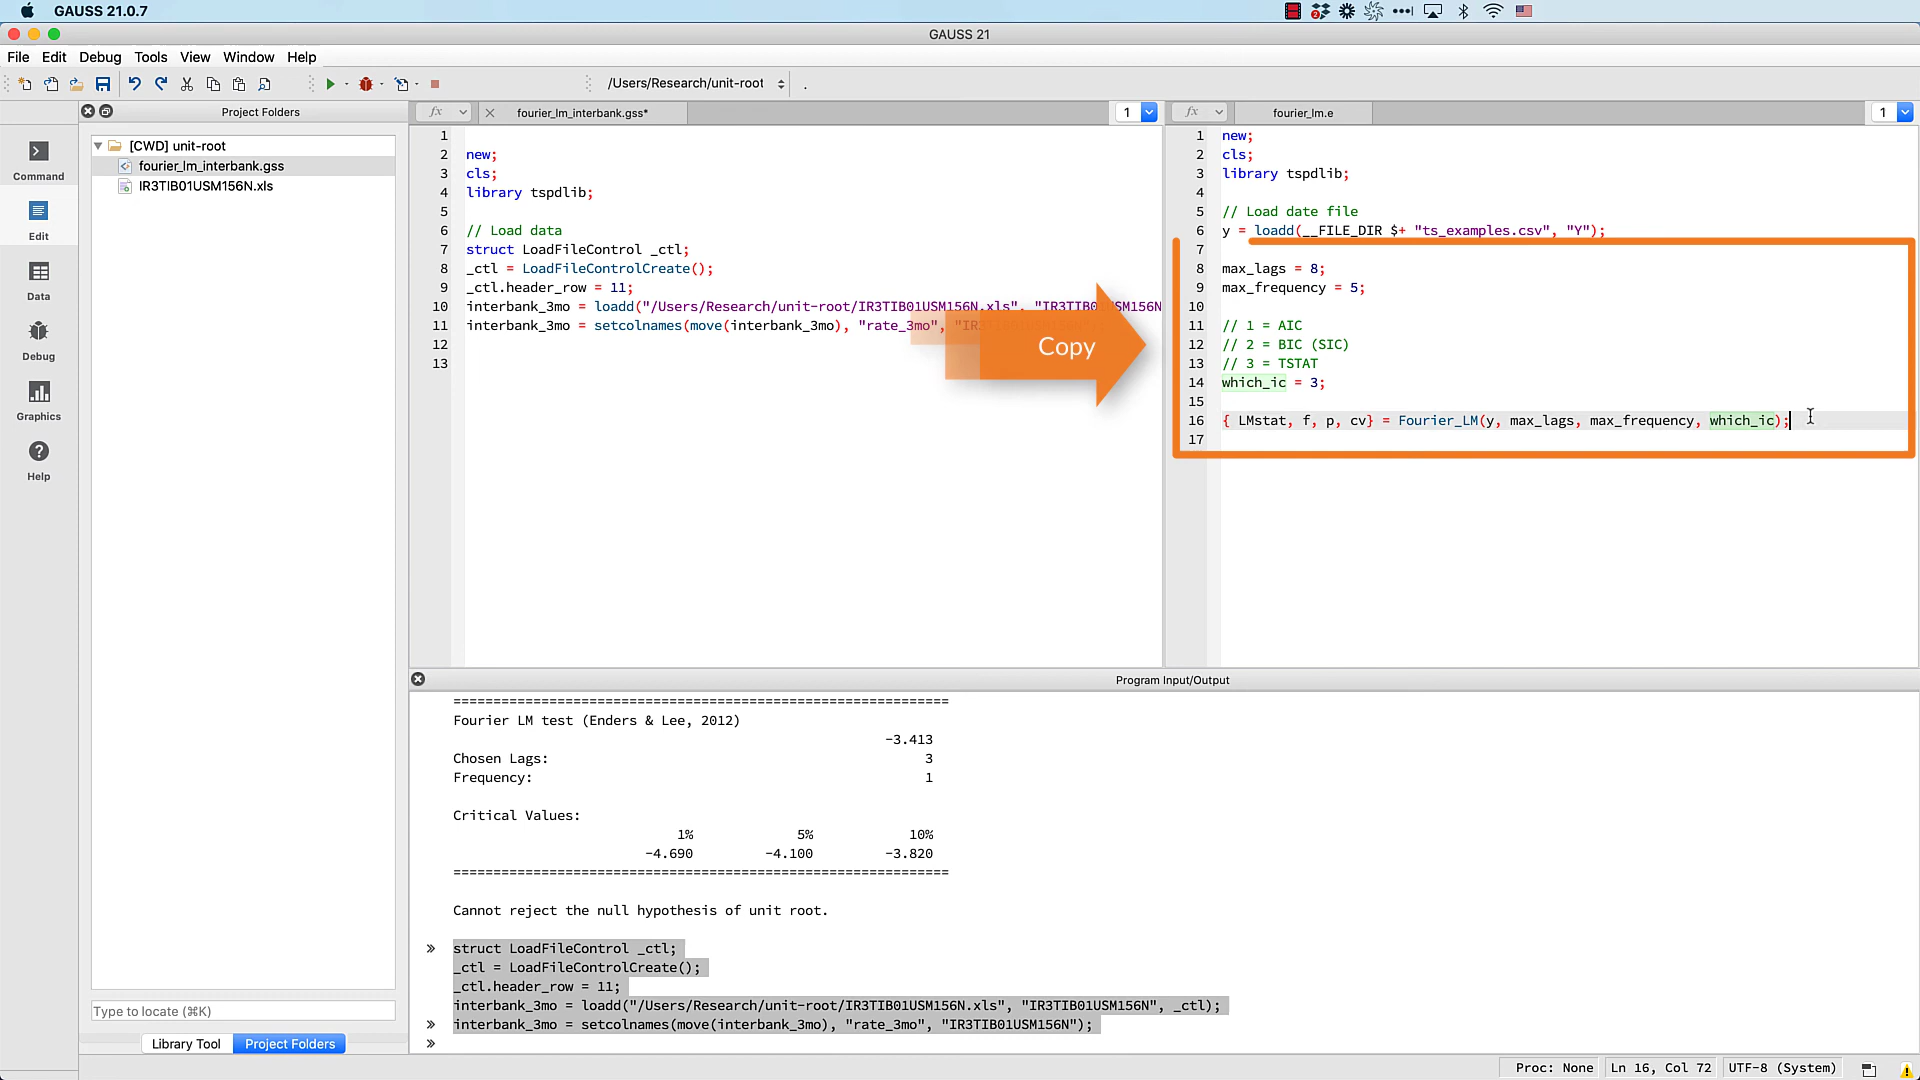 GAUSS 21.0.7
GAUSS 21
File Edit Debug Tools View Window Help
/Users/Research/unit-root
.
Project Folders
fx
fourier_lm_interbank.gss*
1
fx
fourier_lm.e
1
Command
Edit
Data
Debug
Graphics
Help
[CWD] unit-root
fourier_lm_interbank.gss
IR3TIB01USM156N.xls
Type to locate (⌘K)
Library Tool
Project Folders
1
2 new;
3 cls;
4 library tspdlib;
5
6 // Load data
7 struct LoadFileControl _ctl;
8 _ctl = LoadFileControlCreate();
9 _ctl.header_row = 11;
10 interbank_3mo = loadd("/Users/Research/unit-root/IR3TIB01USM156N.xls", "IR3TIB01USM156N
11 interbank_3mo = setcolnames(move(interbank_3mo), "rate_3mo",
12
13
Copy
1 new;
2 cls;
3 library tspdlib;
4
5 // Load date file
6 y = loadd(__FILE_DIR $+ "ts_examples.csv", "Y");
7
8 max_lags = 8;
9 max_frequency = 5;
10
11 // 1 = AIC
12 // 2 = BIC (SIC)
13 // 3 = TSTAT
14 which_ic = 3;
15
16 { LMstat, f, p, cv} = Fourier_LM(y, max_lags, max_frequency, which_ic);
17
Program Input/Output
==============================================================
Fourier LM test (Enders & Lee, 2012)
-3.413
Chosen Lags: 3
Frequency: 1
Critical Values:
1% 5% 10%
-4.690 -4.100 -3.820
==============================================================
Cannot reject the null hypothesis of unit root.
» struct LoadFileControl _ctl;
_ctl = LoadFileControlCreate();
_ctl.header_row = 11;
interbank_3mo = loadd("/Users/Research/unit-root/IR3TIB01USM156N.xls", "IR3TIB01USM156N", _ctl);
» interbank_3mo = setcolnames(move(interbank_3mo), "rate_3mo", "IR3TIB01USM156N");
»
Proc: None
Ln 16, Col 72
UTF-8 (System)